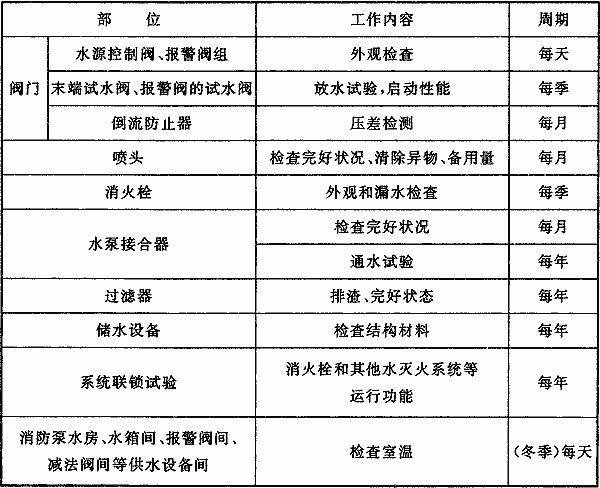 部 位 工作内容 周期
阀门 水源控制阀、报警阀组 外观检查 每天
末端试水阀、报警阀的试水阀 放水试验,启动性能 每季
倒流防止器 压差检测 每月
喷头 检查完好状况、清除异物、备用量 每月
消火栓 外观和漏水检查 每季
水泵接合器 检查完好状况 每月
通水试验 每年
过滤器 排渣、完好状态 每年
储水设备 检查结构材料 每年
系统联锁试验 消火栓和其他水灭火系统等
运行功能 每年
消防泵水房、水箱间、报警阀间、
减法阀间等供水设备间 检查室温 (冬季)每天